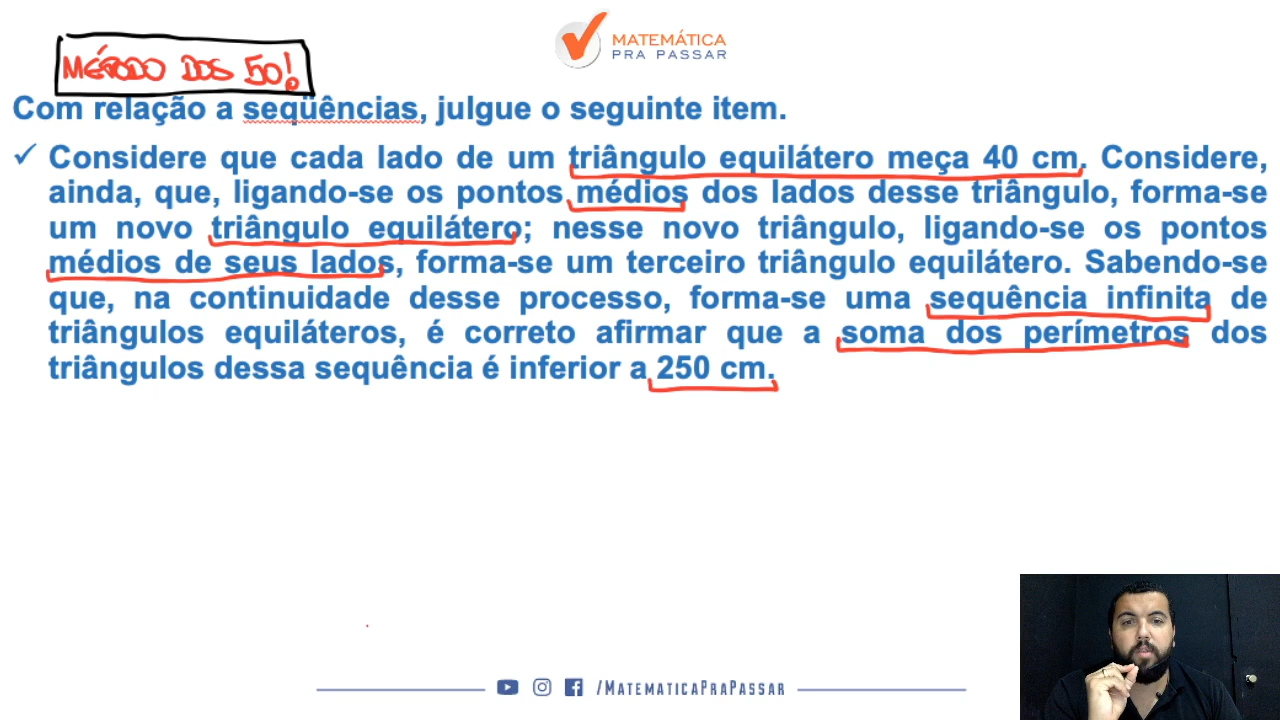 MATEMÁTICA
PRA PASSAR
MÉTODO DOS 50!
Com relação a seqüências, julgue o seguinte item.
✓ Considere que cada lado de um triângulo equilátero meça 40 cm. Considere,
ainda, que, ligando-se os pontos médios dos lados desse triângulo, forma-se
um novo triângulo equilátero; nesse novo triângulo, ligando-se os pontos
médios de seus lados, forma-se um terceiro triângulo equilátero. Sabendo-se
que, na continuidade desse processo, forma-se uma sequência infinita de
triângulos equiláteros, é correto afirmar que a soma dos perímetros dos
triângulos dessa sequência é inferior a 250 cm.
/MATEMATICAPRAPASSAR